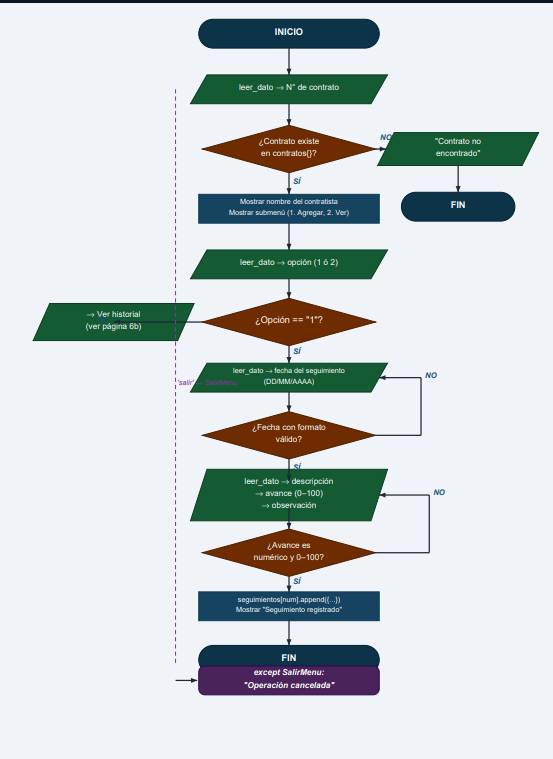 INICIO
leer_dato → N° de contrato
¿Contrato existe
en contratos{}?
NO
"Contrato no
encontrado"
SÍ
FIN
Mostrar nombre del contratista
Mostrar submenú (1. Agregar, 2. Ver)
leer_dato → opción (1 ó 2)
¿Opción == "1"?
→ Ver historial
(ver página 6b)
SÍ
leer_dato → fecha del seguimiento
(DD/MM/AAAA)
NO
'salir' → SalirMenu
¿Fecha con formato
válido?
SÍ
leer_dato → descripción
→ avance (0–100)
→ observación
NO
¿Avance es
numérico y 0–100?
SÍ
seguimientos[num].append({...})
Mostrar "Seguimiento registrado"
FIN
except SalirMenu:
"Operación cancelada"